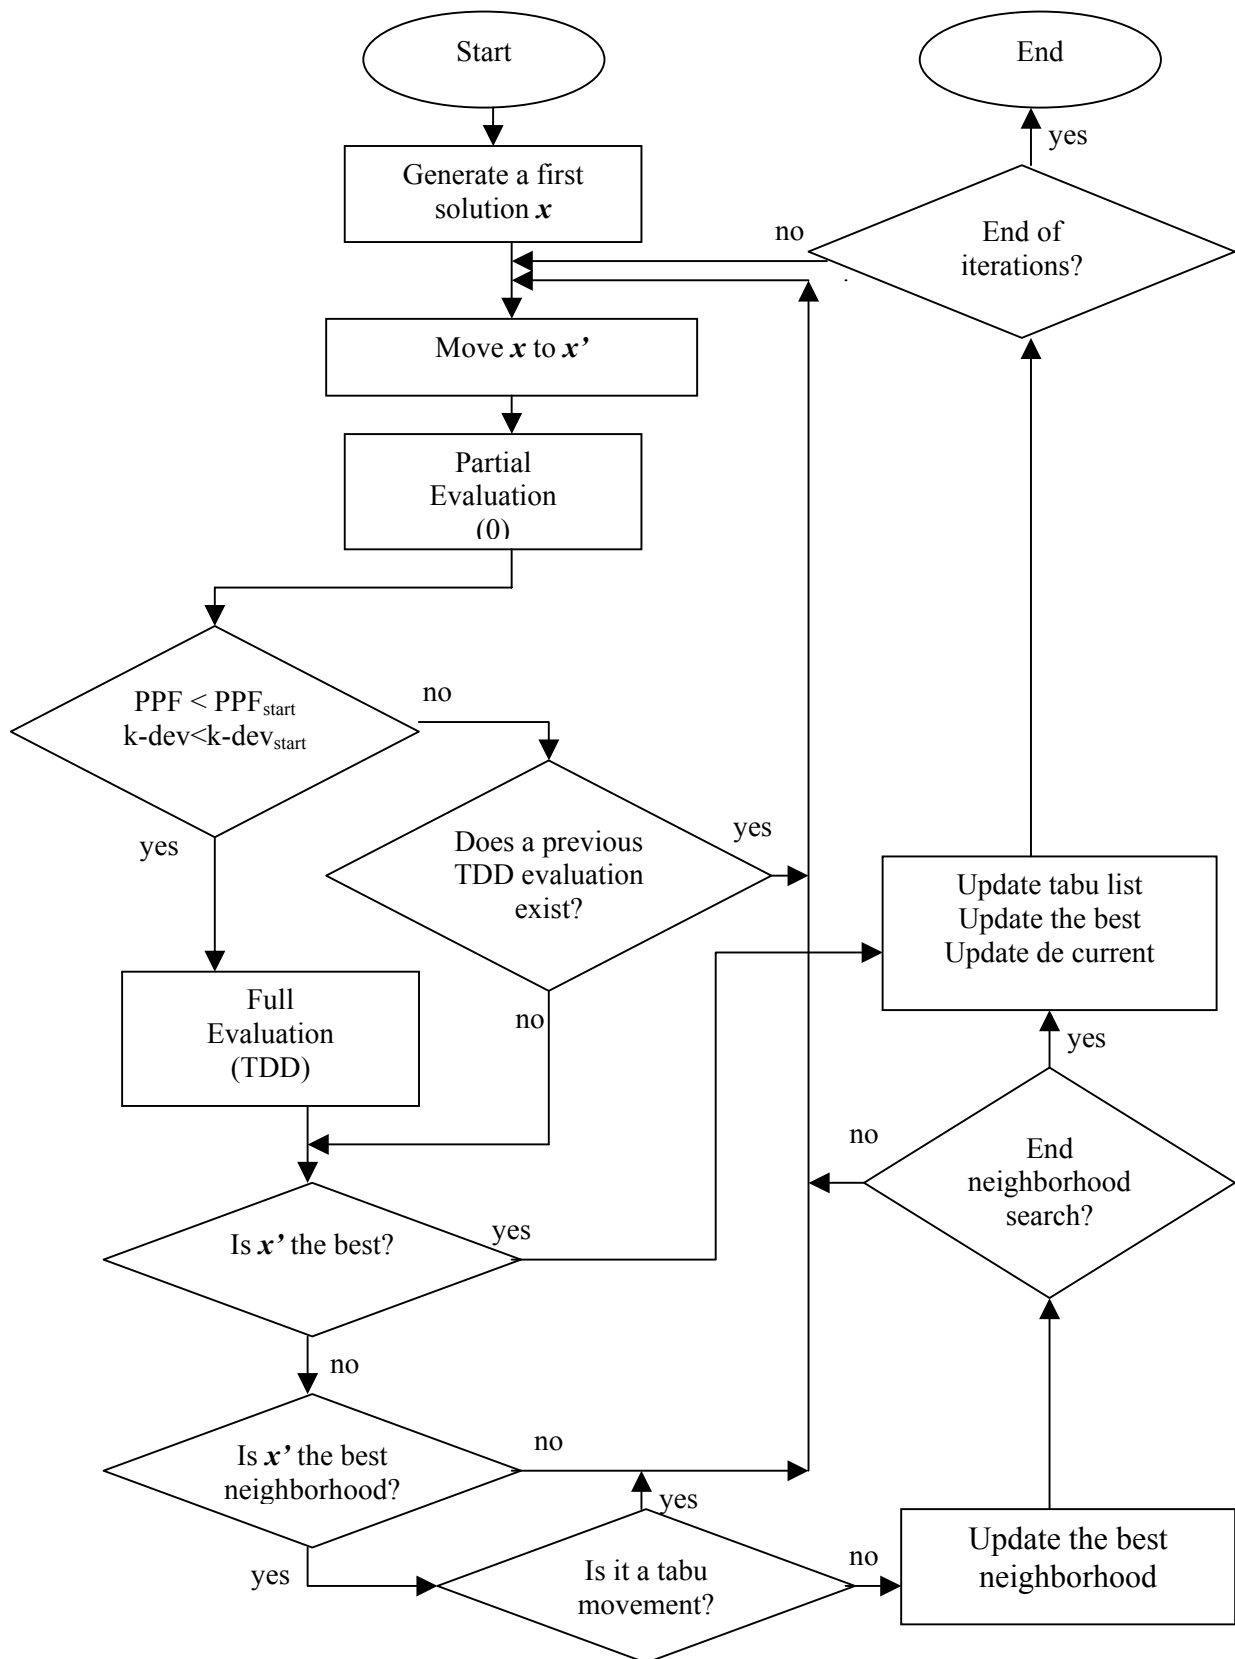 Start
End
yes
Generate a first
solution x
no
End of
iterations?
Move x to x’
Partial
Evaluation
(0)
PPF < PPFstart
k-dev<k-devstart
no
yes
Does a previous
TDD evaluation
exist?
yes
Update tabu list
Update the best
Update de current
Full
Evaluation
(TDD)
no
yes
no
End
neighborhood
search?
Is x’ the best?
yes
no
Is x’ the best
neighborhood?
no
yes
yes
Is it a tabu
movement?
no
Update the best
neighborhood